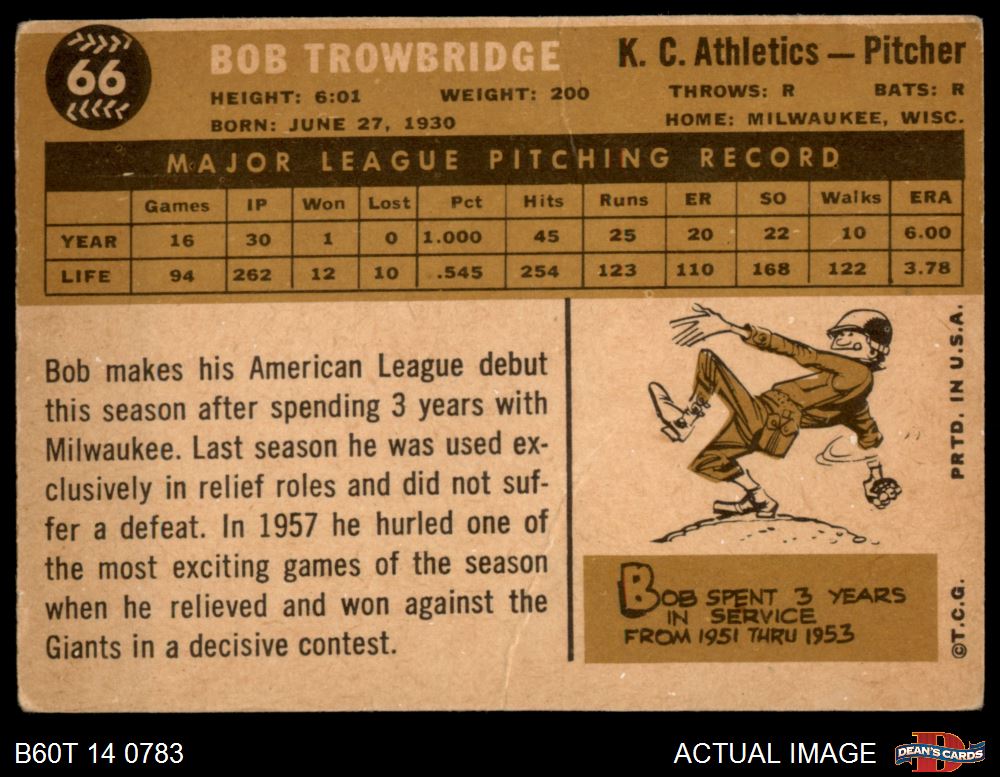 66
BOB TROWBRIDGE
K. C. Athletics — Pitcher
HEIGHT: 6:01 WEIGHT: 200 THROWS: R BATS: R
BORN: JUNE 27, 1930 HOME: MILWAUKEE, WISC.
MAJOR LEAGUE PITCHING RECORD
Games IP Won Lost Pct Hits Runs ER SO Walks ERA
YEAR 16 30 1 0 1.000 45 25 20 22 10 6.00
LIFE 94 262 12 10 .545 254 123 110 168 122 3.78
Bob makes his American League debut
this season after spending 3 years with
Milwaukee. Last season he was used ex-
clusively in relief roles and did not suf-
fer a defeat. In 1957 he hurled one of
the most exciting games of the season
when he relieved and won against the
Giants in a decisive contest.
BOB SPENT 3 YEARS
IN SERVICE
FROM 1951 THRU 1953
©T.C.G. PRTD. IN U.S.A.
B60T 14 0783
ACTUAL IMAGE
D
DEAN'S CARDS